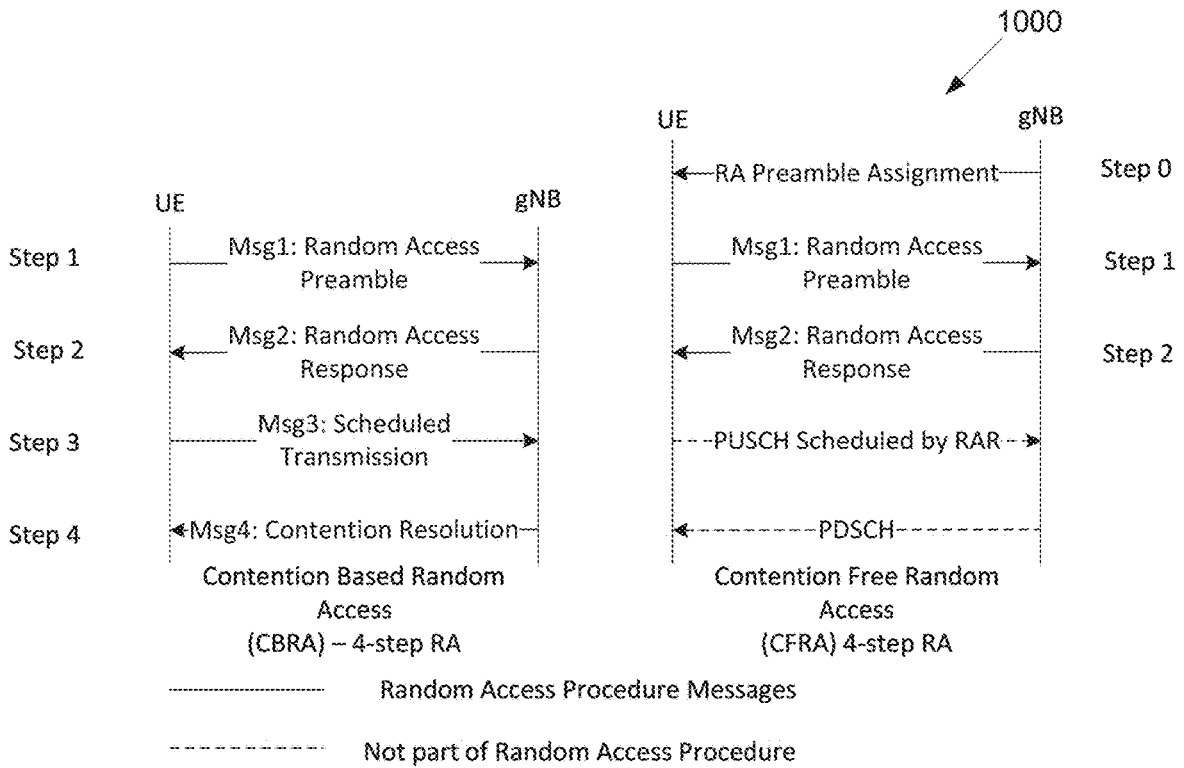 1000
UE
gNB
RA Preamble Assignment
Step 0
UE
gNB
Step 1
Msg1: Random Access
Preamble
Msg1: Random Access
Preamble
Step 1
Step 2
Msg2: Random Access
Response
Msg2: Random Access
Response
Step 2
Step 3
Msg3: Scheduled
Transmission
PUSCH Scheduled by RAR
Step 4
Msg4: Contention Resolution
PDSCH
Contention Based Random
Access
(CBRA) – 4-step RA
Contention Free Random
Access
(CFRA) 4-step RA
Random Access Procedure Messages
Not part of Random Access Procedure